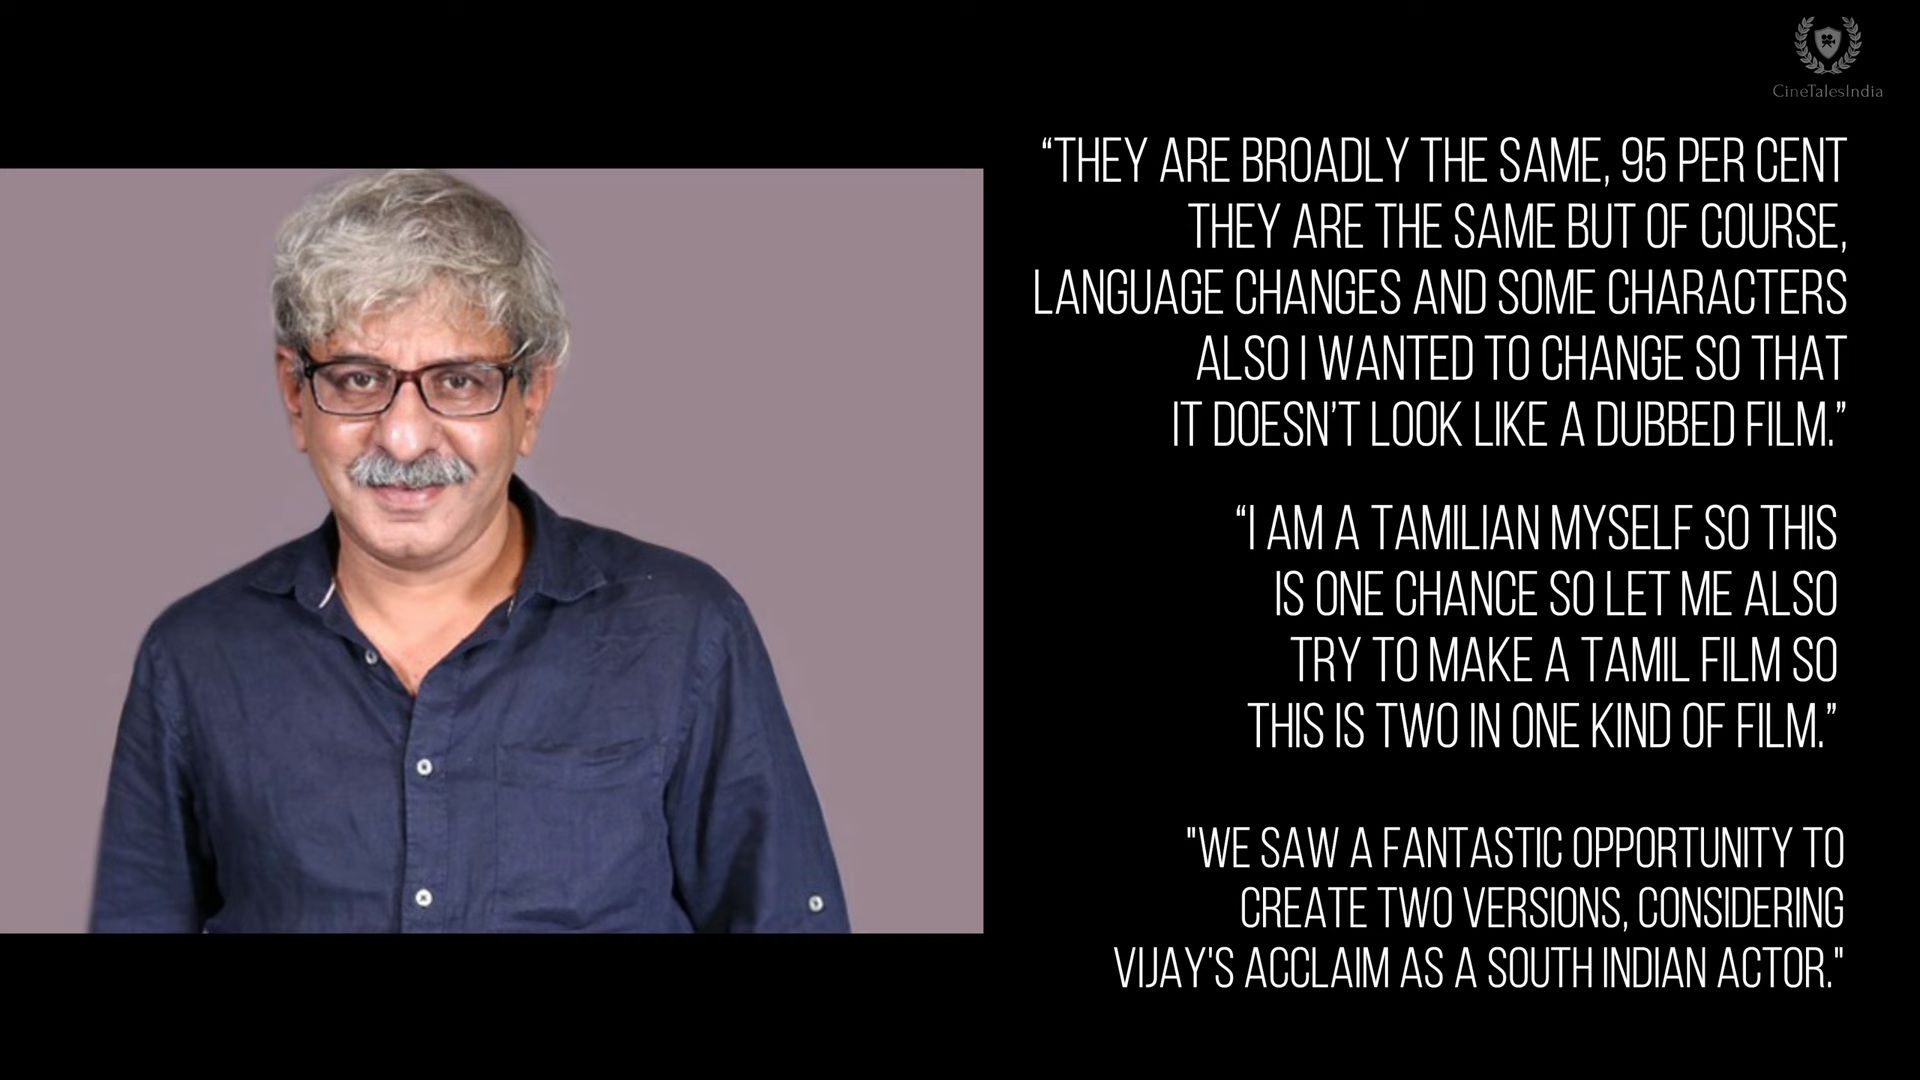 CineTalesIndia
“THEY ARE BROADLY THE SAME, 95 PER CENT
THEY ARE THE SAME BUT OF COURSE,
LANGUAGE CHANGES AND SOME CHARACTERS
ALSO I WANTED TO CHANGE SO THAT
IT DOESN’T LOOK LIKE A DUBBED FILM.”
“I AM A TAMILIAN MYSELF SO THIS
IS ONE CHANCE SO LET ME ALSO
TRY TO MAKE A TAMIL FILM SO
THIS IS TWO IN ONE KIND OF FILM.”
"WE SAW A FANTASTIC OPPORTUNITY TO
CREATE TWO VERSIONS, CONSIDERING
VIJAY'S ACCLAIM AS A SOUTH INDIAN ACTOR."